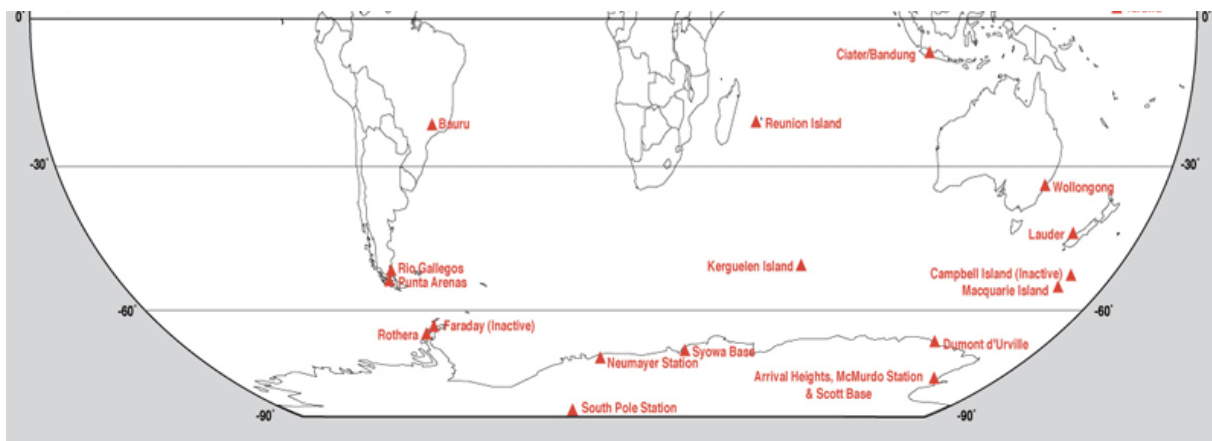 0°
0°
Ciater/Bandung
Bauru
Reunion Island
-30°
-30°
Wollongong
Lauder
Rio Gallegos
Kerguelen Island
Campbell Island (Inactive)
Punta Arenas
Macquarie Island
-60°
-60°
Faraday (Inactive)
Rothera
Dumont d'Urville
Syowa Base
Neumayer Station
Arrival Heights, McMurdo Station
& Scott Base
South Pole Station
-90°
-90°